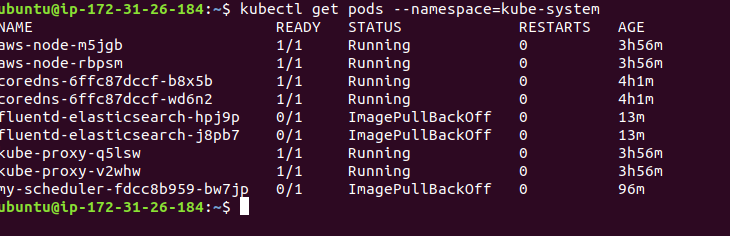 ubuntu@ip-172-31-26-184:~$ kubectl get pods --namespace=kube-system
NAME READY STATUS RESTARTS AGE
aws-node-m5jgb 1/1 Running 0 3h56m
aws-node-rbpsm 1/1 Running 0 3h56m
coredns-6ffc87dccf-b8x5b 1/1 Running 0 4h1m
coredns-6ffc87dccf-wd6n2 1/1 Running 0 4h1m
fluentd-elasticsearch-hpj9p 0/1 ImagePullBackOff 0 13m
fluentd-elasticsearch-j8pb7 0/1 ImagePullBackOff 0 13m
kube-proxy-q5lsw 1/1 Running 0 3h56m
kube-proxy-v2whw 1/1 Running 0 3h56m
my-scheduler-fdcc8b959-bw7jp 0/1 ImagePullBackOff 0 96m
ubuntu@ip-172-31-26-184:~$